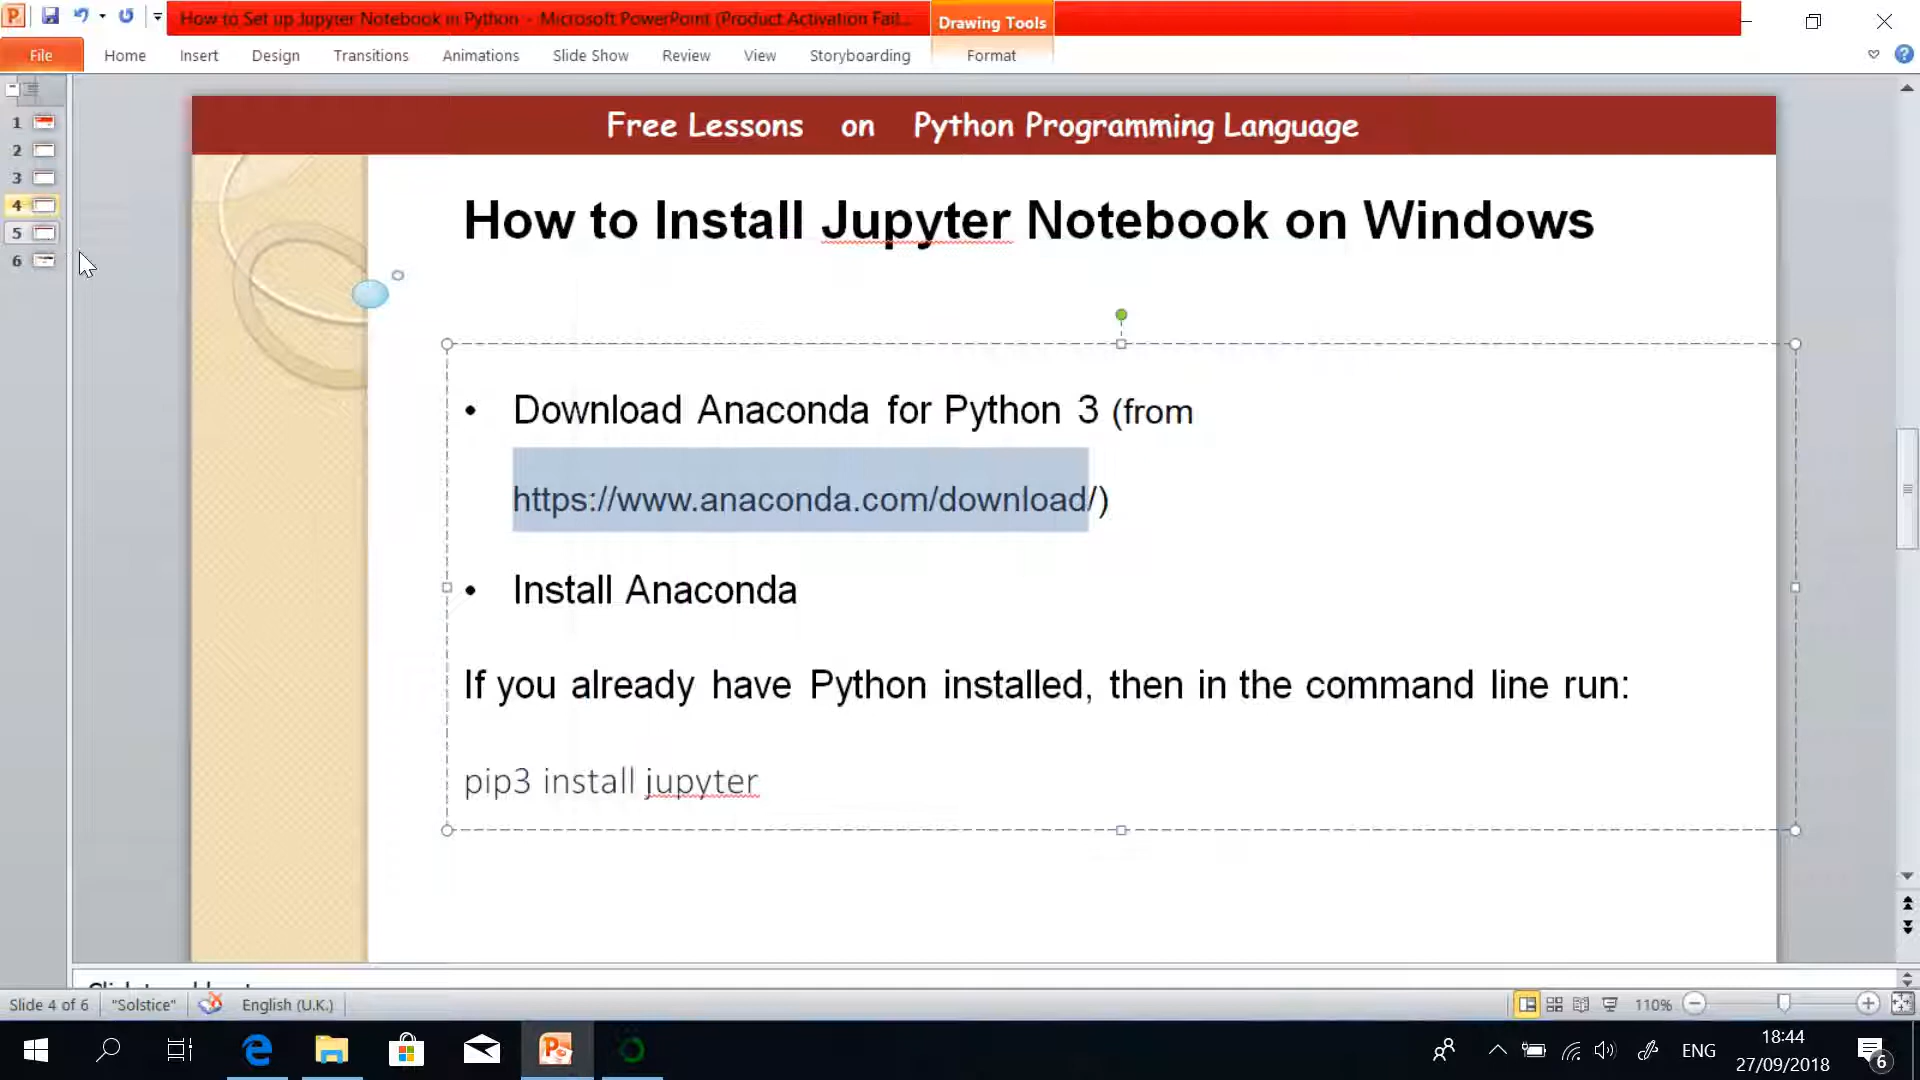 How to Set up Jupyter Notebook in Python - Microsoft PowerPoint (Product Activation Fail...
Drawing Tools
File Home Insert Design Transitions Animations Slide Show Review View Storyboarding Format
1
2
3
4
5
6
Free Lessons on Python Programming Language
How to Install Jupyter Notebook on Windows
• Download Anaconda for Python 3 (from
https://www.anaconda.com/download/)
• Install Anaconda
If you already have Python installed, then in the command line run:
pip3 install jupyter
Slide 4 of 6 "Solstice" English (U.K.) 110%
ENG
18:44
27/09/2018
6